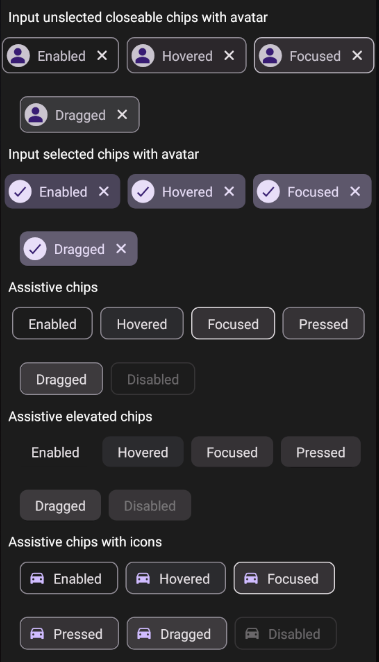 Input unslected closeable chips with avatar
Enabled Hovered Focused
Dragged
Input selected chips with avatar
Enabled Hovered Focused
Dragged
Assistive chips
Enabled Hovered Focused Pressed
Dragged Disabled
Assistive elevated chips
Enabled Hovered Focused Pressed
Dragged Disabled
Assistive chips with icons
Enabled Hovered Focused
Pressed Dragged Disabled